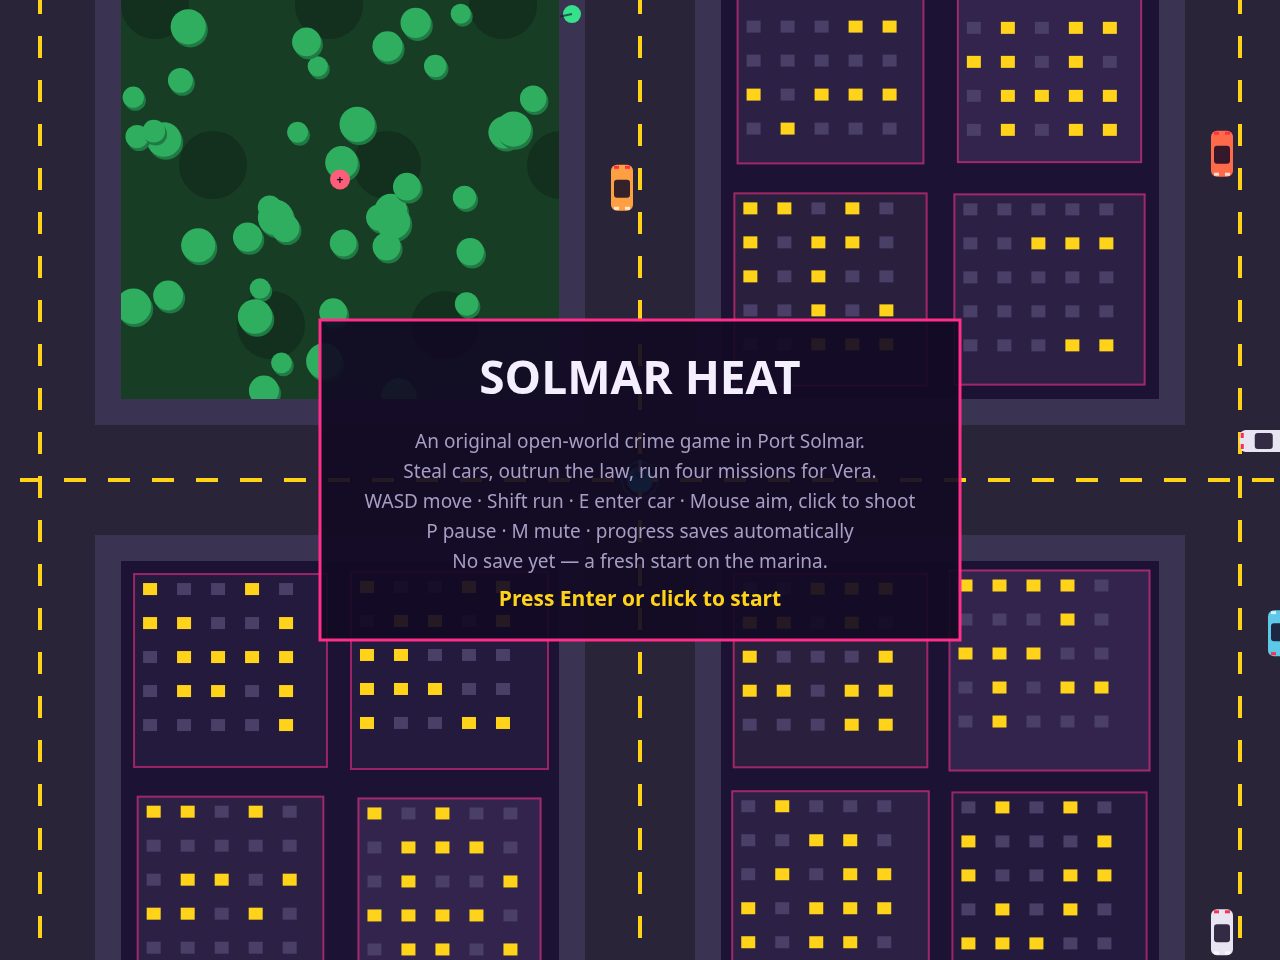 SOLMAR HEAT
An original open-world crime game in Port Solmar.
Steal cars, outrun the law, run four missions for Vera.
WASD move · Shift run · E enter car · Mouse aim, click to shoot
P pause · M mute · progress saves automatically
No save yet — a fresh start on the marina.
Press Enter or click to start